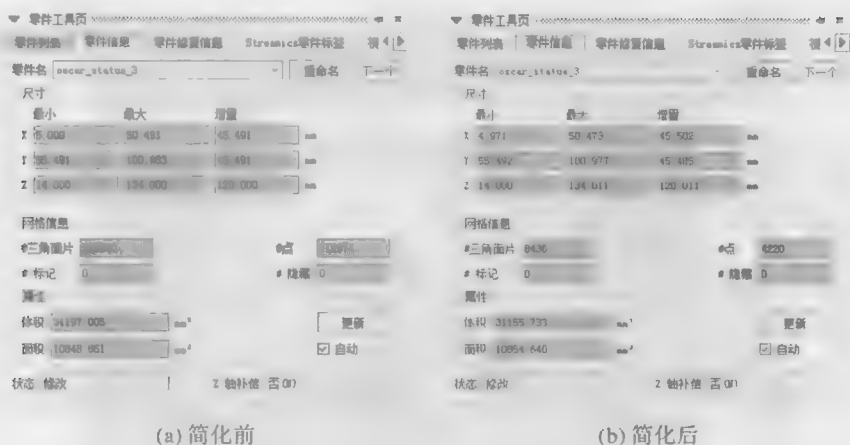 零件工具页
零件列表 零件信息 零件修复信息 Streamics零件标签 视
零件名 oscar_status_3 重命名 下一个
尺寸
最小 最大 增量
X 5.000 50.491 45.491 mm
Y 55.491 100.983 45.491 mm
Z 14.000 134.000 120.000 mm
网格信息
#三角面片 #点
# 标记 0 # 隐藏 0
属性
体积 34197.005 mm³ 更新
面积 10848.861 mm² 自动
状态 修改 Z 轴补偿 否(N)
(a) 简化前
零件工具页
零件列表 零件信息 零件修复信息 Streamics零件标签 视
零件名 oscar_status_3 重命名 下一个
尺寸
最小 最大 增量
X 4.971 50.473 45.502 mm
Y 55.492 100.977 45.485 mm
Z 14.000 134.011 120.011 mm
网格信息
#三角面片 8436 #点 4220
# 标记 0 # 隐藏 0
属性
体积 31155.733 mm³ 更新
面积 10854.640 mm² 自动
状态 修改 Z 轴补偿 否(N)
(b) 简化后